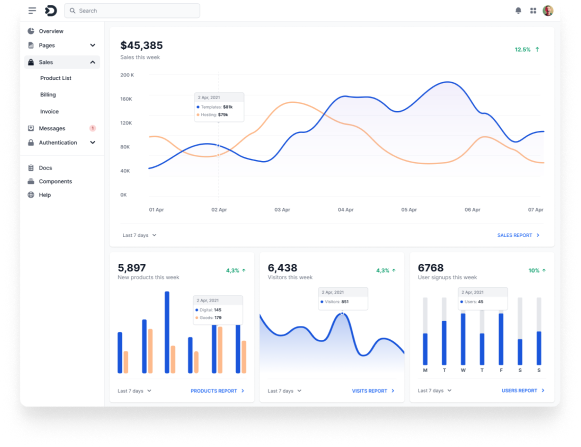 Search
Overview
Pages
Sales
Product List
Billing
Invoice
Messages
Authentication
Docs
Components
Help
$45,385
Sales this week
12.5%
200 K
160K
120K
80K
40K
0K
2 Apr, 2021
Templates: $81k
Hosting: $79k
01 Apr
02 Apr
03 Apr
04 Apr
05 Apr
06 Apr
07 Apr
Last 7 days
SALES REPORT
5,897
New products this week
4,3%
2 Apr, 2021
Digital: 145
Goods: 179
Last 7 days
PRODUCTS REPORT
6,438
Visitors this week
4,3%
2 Apr, 2021
Visitors: 651
Last 7 days
VISITS REPORT
6768
User signups this week
10%
2 Apr, 2021
Users: 45
M T W T F S S
Last 7 days
USERS REPORT